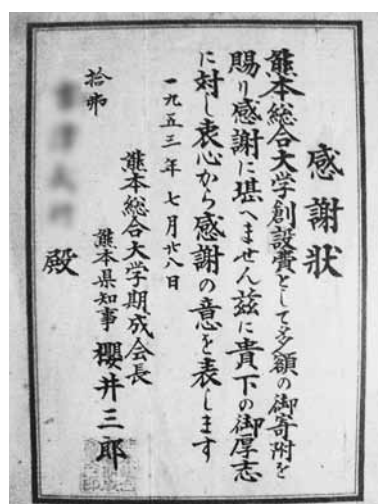 感謝状
熊本総合大学創設費として多額の御寄附を
賜り感謝に堪へません茲に貴下の御厚志
に対し衷心から感謝の意を表します
一九五三年七月廿八日
熊本総合大学期成会長
熊本県知事 櫻井三郎
殿